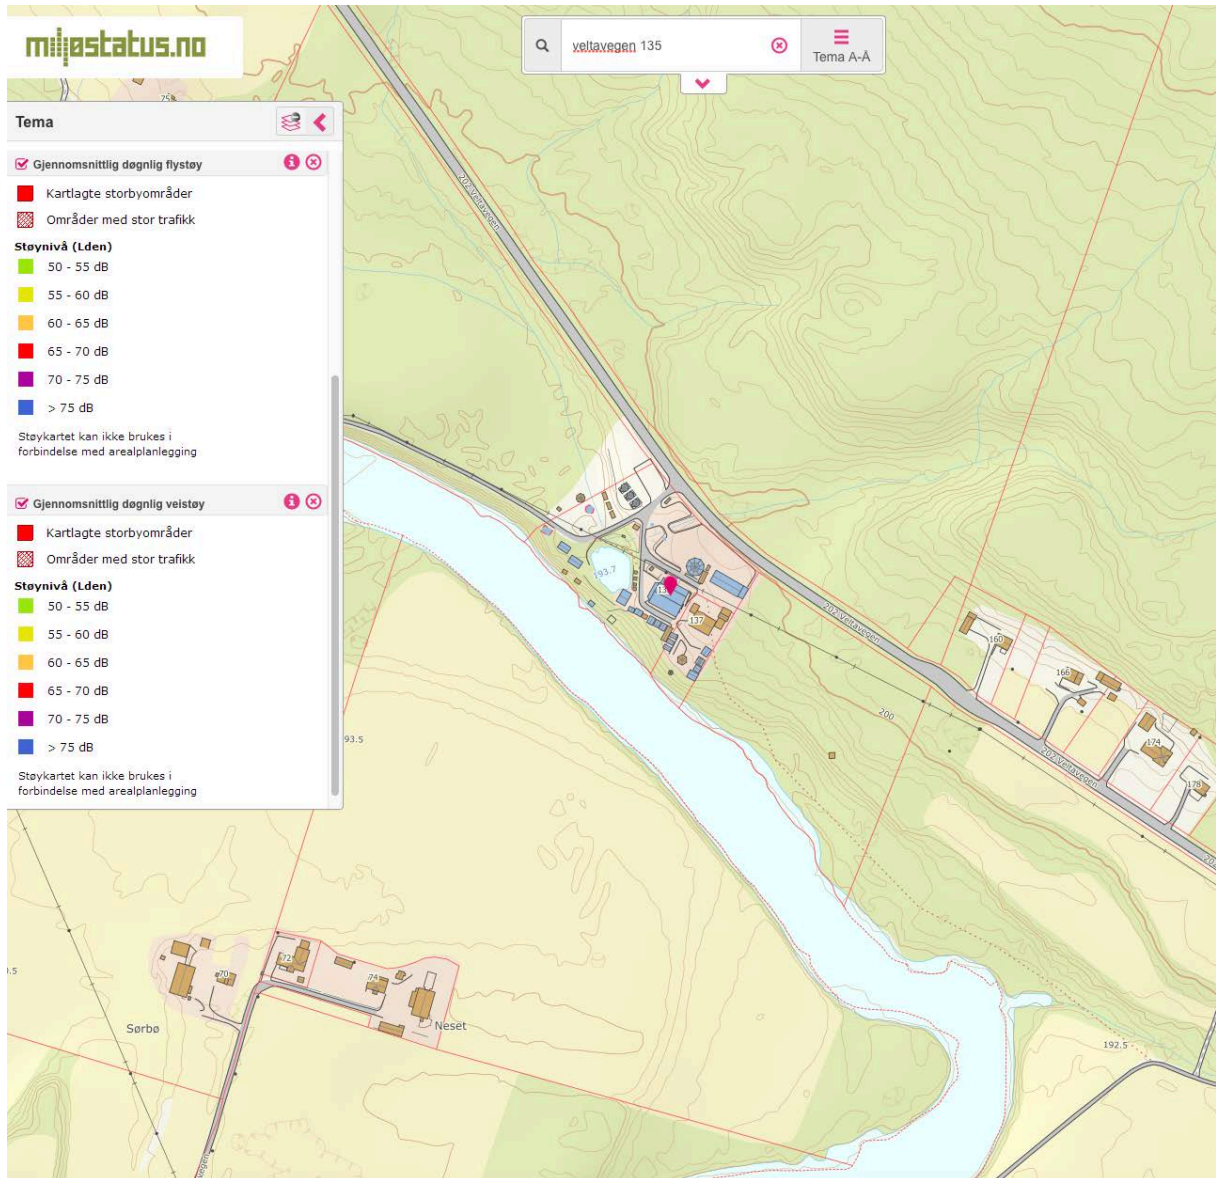 miljøstatus.no
veltavegen 135
Tema A-Å
75
Tema
Gjennomsnittlig døgnlig flystøy
Kartlagte storbyområder
Områder med stor trafikk
Støynivå (Lden)
50 - 55 dB
55 - 60 dB
60 - 65 dB
65 - 70 dB
70 - 75 dB
> 75 dB
Støykartet kan ikke brukes i
forbindelse med arealplanlegging
Gjennomsnittlig døgnlig veistøy
Kartlagte storbyområder
Områder med stor trafikk
Støynivå (Lden)
50 - 55 dB
55 - 60 dB
60 - 65 dB
65 - 70 dB
70 - 75 dB
> 75 dB
Støykartet kan ikke brukes i
forbindelse med arealplanlegging
202 Veltavegen
193.7
137
202 Veltavegen
160
166
174
178
200
202 Veltavegen
202
93.5
72
70
74
Sørbø
Neset
192.5
vegen